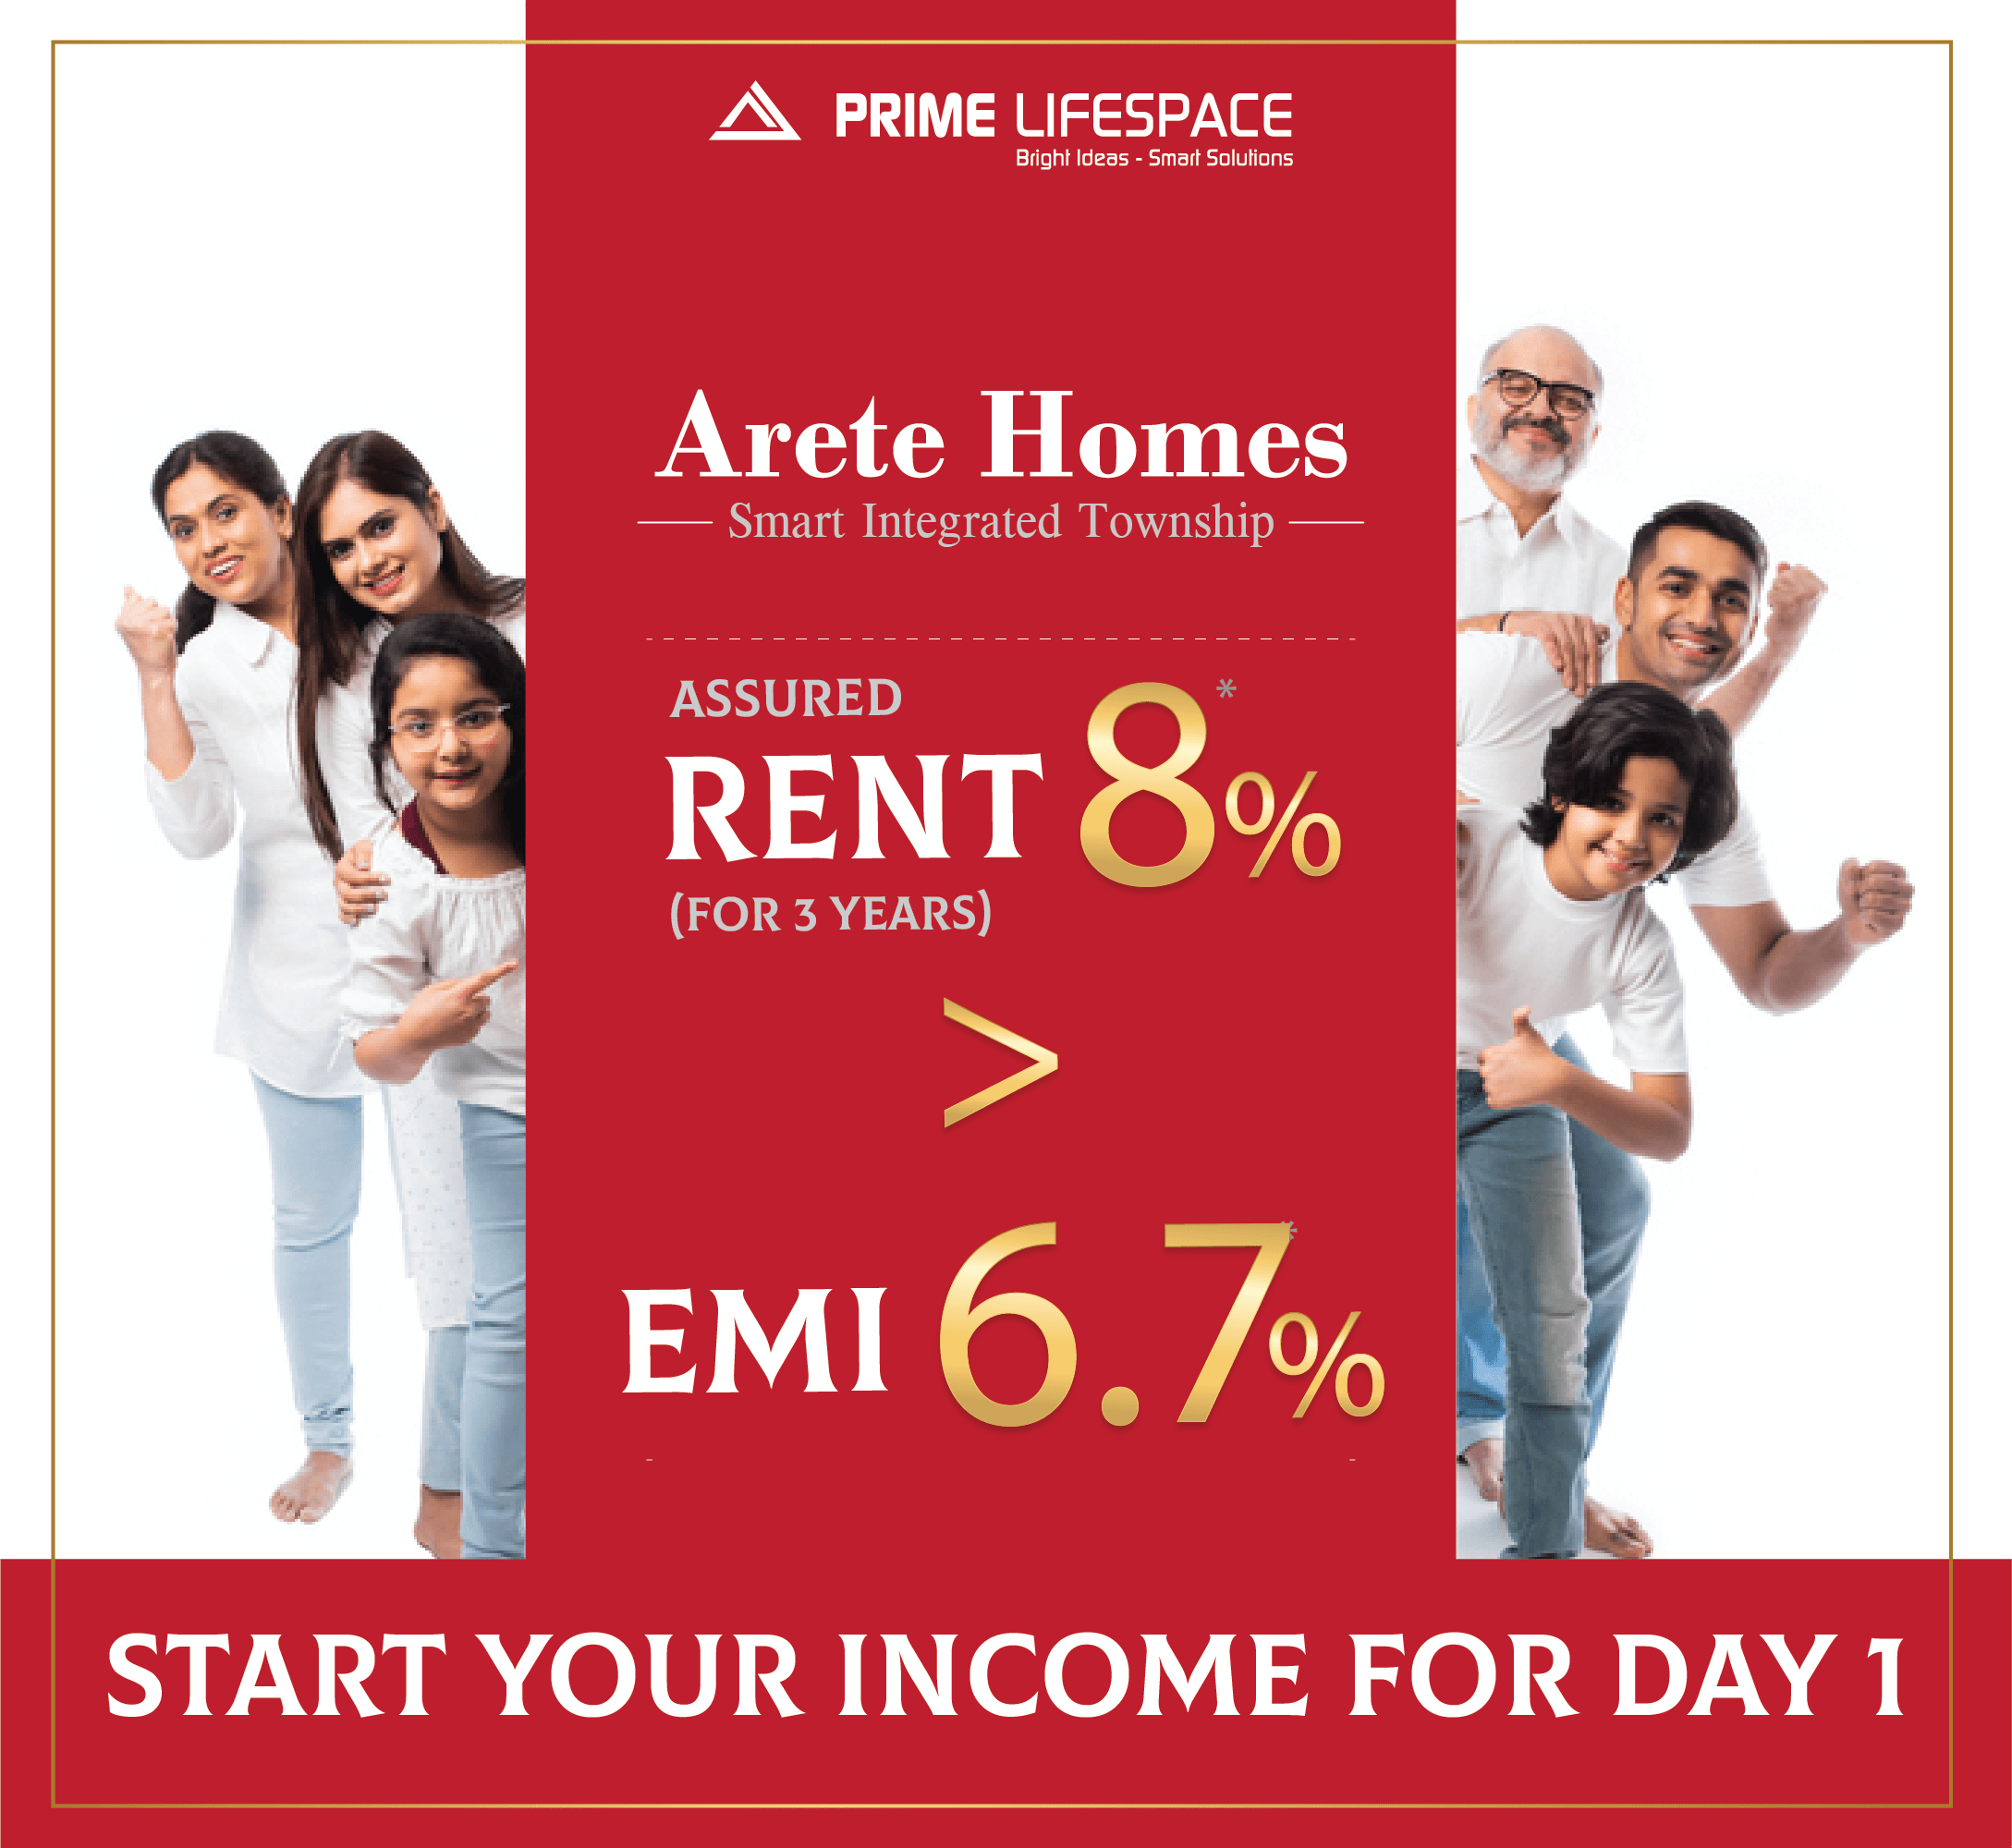 PRIME LIFESPACE
Bright Ideas - Smart Solutions
Arete Homes
Smart Integrated Township
ASSURED
RENT 8*%
(FOR 3 YEARS)
>
EMI 6.7*%
START YOUR INCOME FOR DAY 1